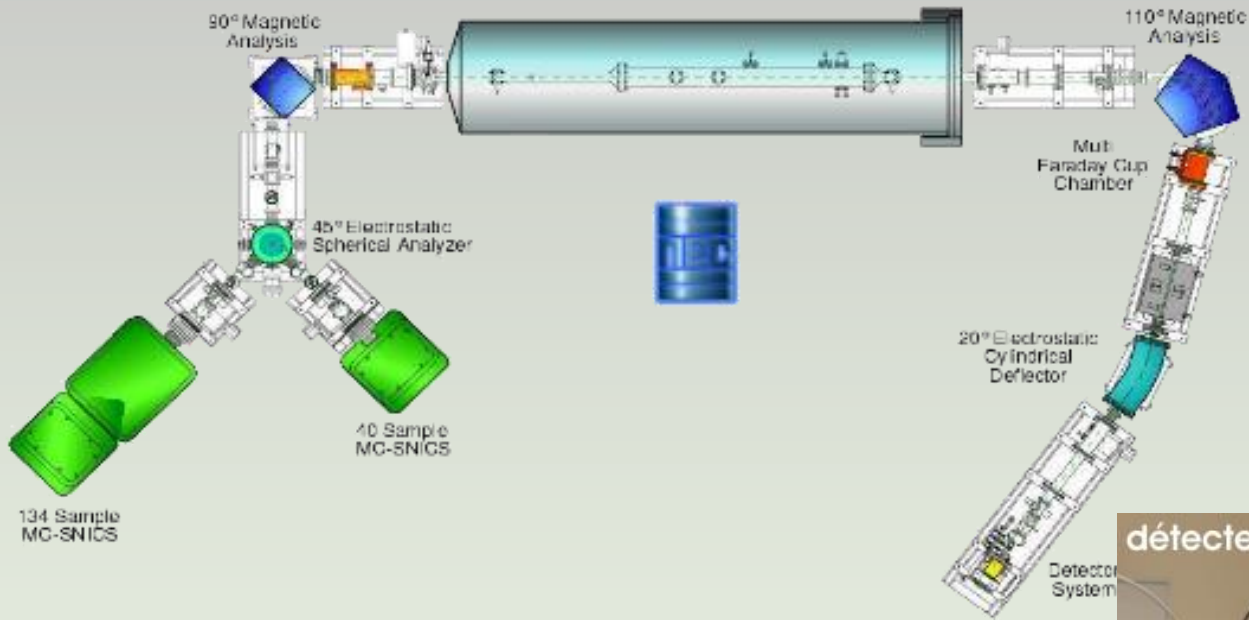 90° Magnetic
Analysis
110° Magnetic
Analysis
Multi
Faraday Cup
Chamber
45° Electrostatic
Spherical Analyzer
nec
20° Electrostatic
Cylindrical
Deflector
40 Sample
MC-SNICS
134 Sample
MC-SNICS
détecte
Detector
System